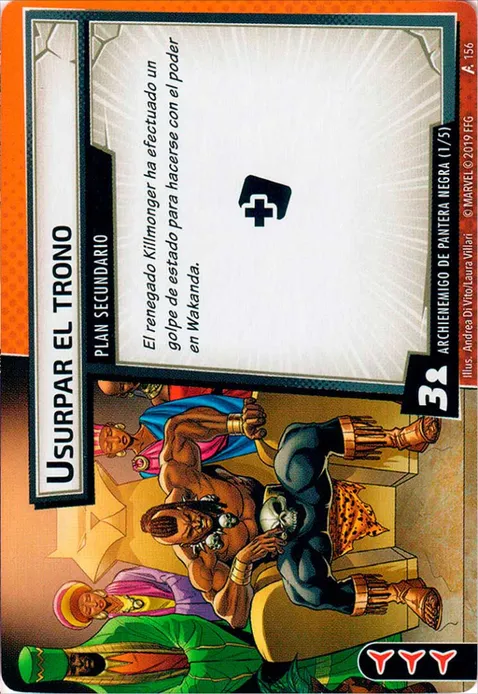 USURPAR EL TRONO
PLAN SECUNDARIO
El renegado Killmonger ha efectuado un
golpe de estado para hacerse con el poder
en Wakanda.
3
ARCHIENEMIGO DE PANTERA NEGRA (1/5)
Illus. Andrea Di Vito/Laura Villari © MARVEL © 2019 FFG 156